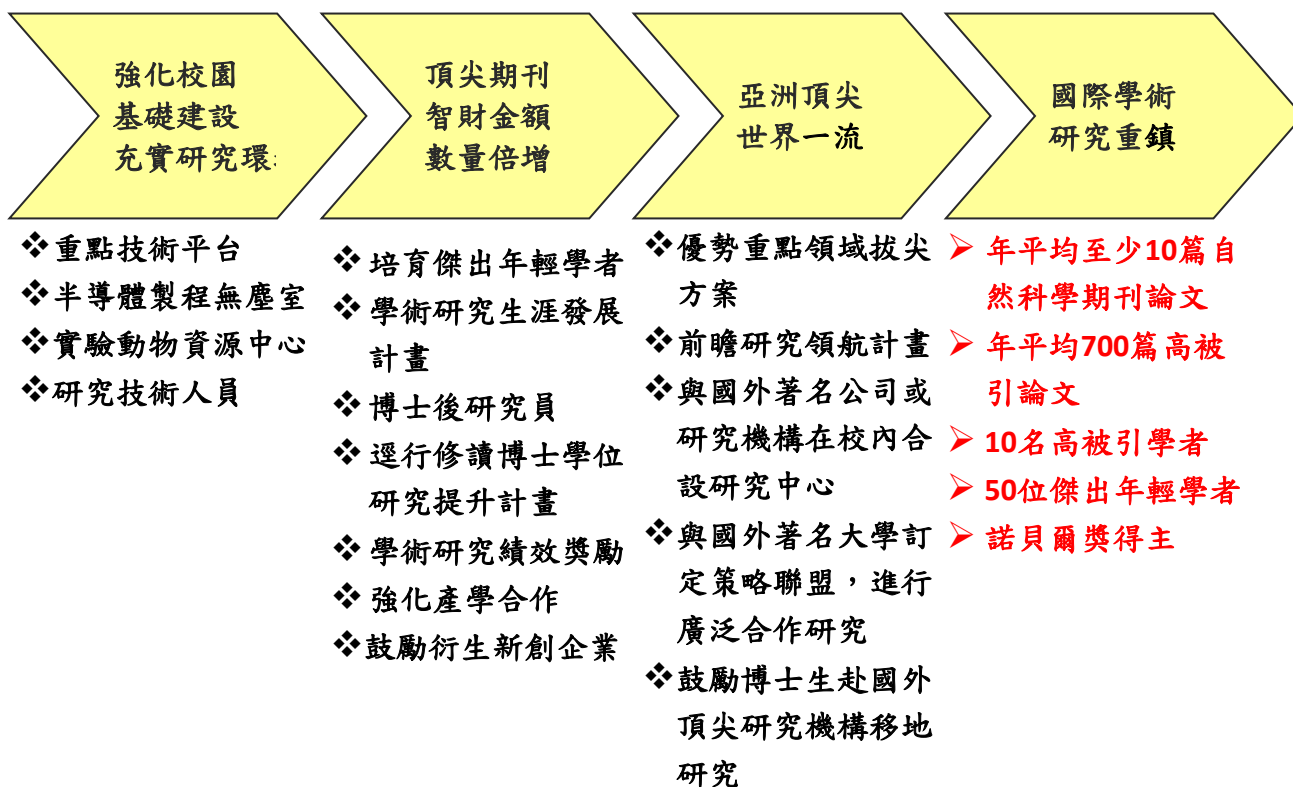 強化校園
基礎建設
充實研究環
頂尖期刊
智財金額
數量倍增
亞洲頂尖
世界一流
國際學術
研究重鎮
❖重點技術平台
❖半導體製程無塵室
❖實驗動物資源中心
❖研究技術人員
❖培育傑出年輕學者
❖學術研究生涯發展
計畫
❖博士後研究員
❖逕行修讀博士學位
研究提升計畫
❖學術研究績效獎勵
❖強化產學合作
❖鼓勵衍生新創企業
❖優勢重點領域拔尖
方案
❖前瞻研究領航計畫
❖與國外著名公司或
研究機構在校內合
設研究中心
❖與國外著名大學訂
定策略聯盟，進行
廣泛合作研究
❖鼓勵博士生赴國外
頂尖研究機構移地
研究
➢年平均至少10篇自
然科學期刊論文
➢年平均700篇高被
引論文
➢10名高被引學者
➢50位傑出年輕學者
➢諾貝爾獎得主